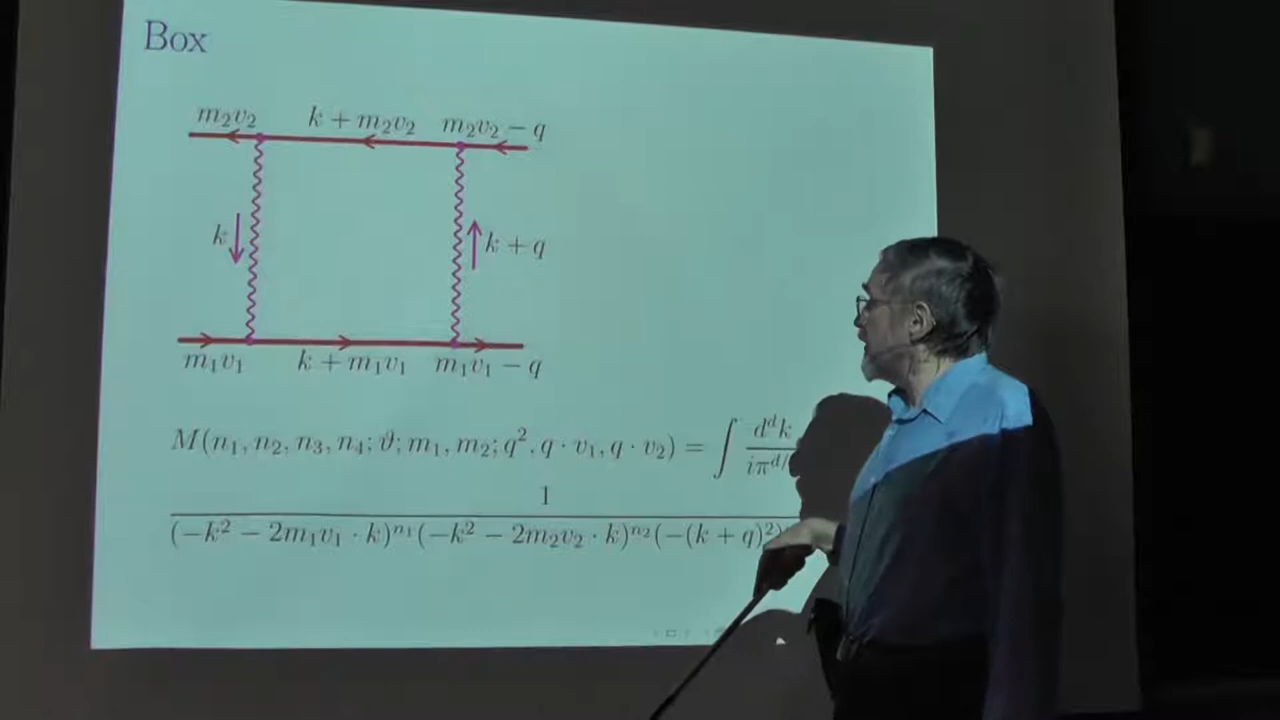 Box
m₂v₂ k + m₂v₂ m₂v₂ − q
k k + q
m₁v₁ k + m₁v₁ m₁v₁ − q
M(n₁, n₂, n₃, n₄; ϑ; m₁, m₂; q², q · v₁, q · v₂) = ∫ dᵈk / iπᵈ/
1
(−k² − 2m₁v₁ · k)ⁿ¹(−k² − 2m₂v₂ · k)ⁿ²(−(k + q)²)